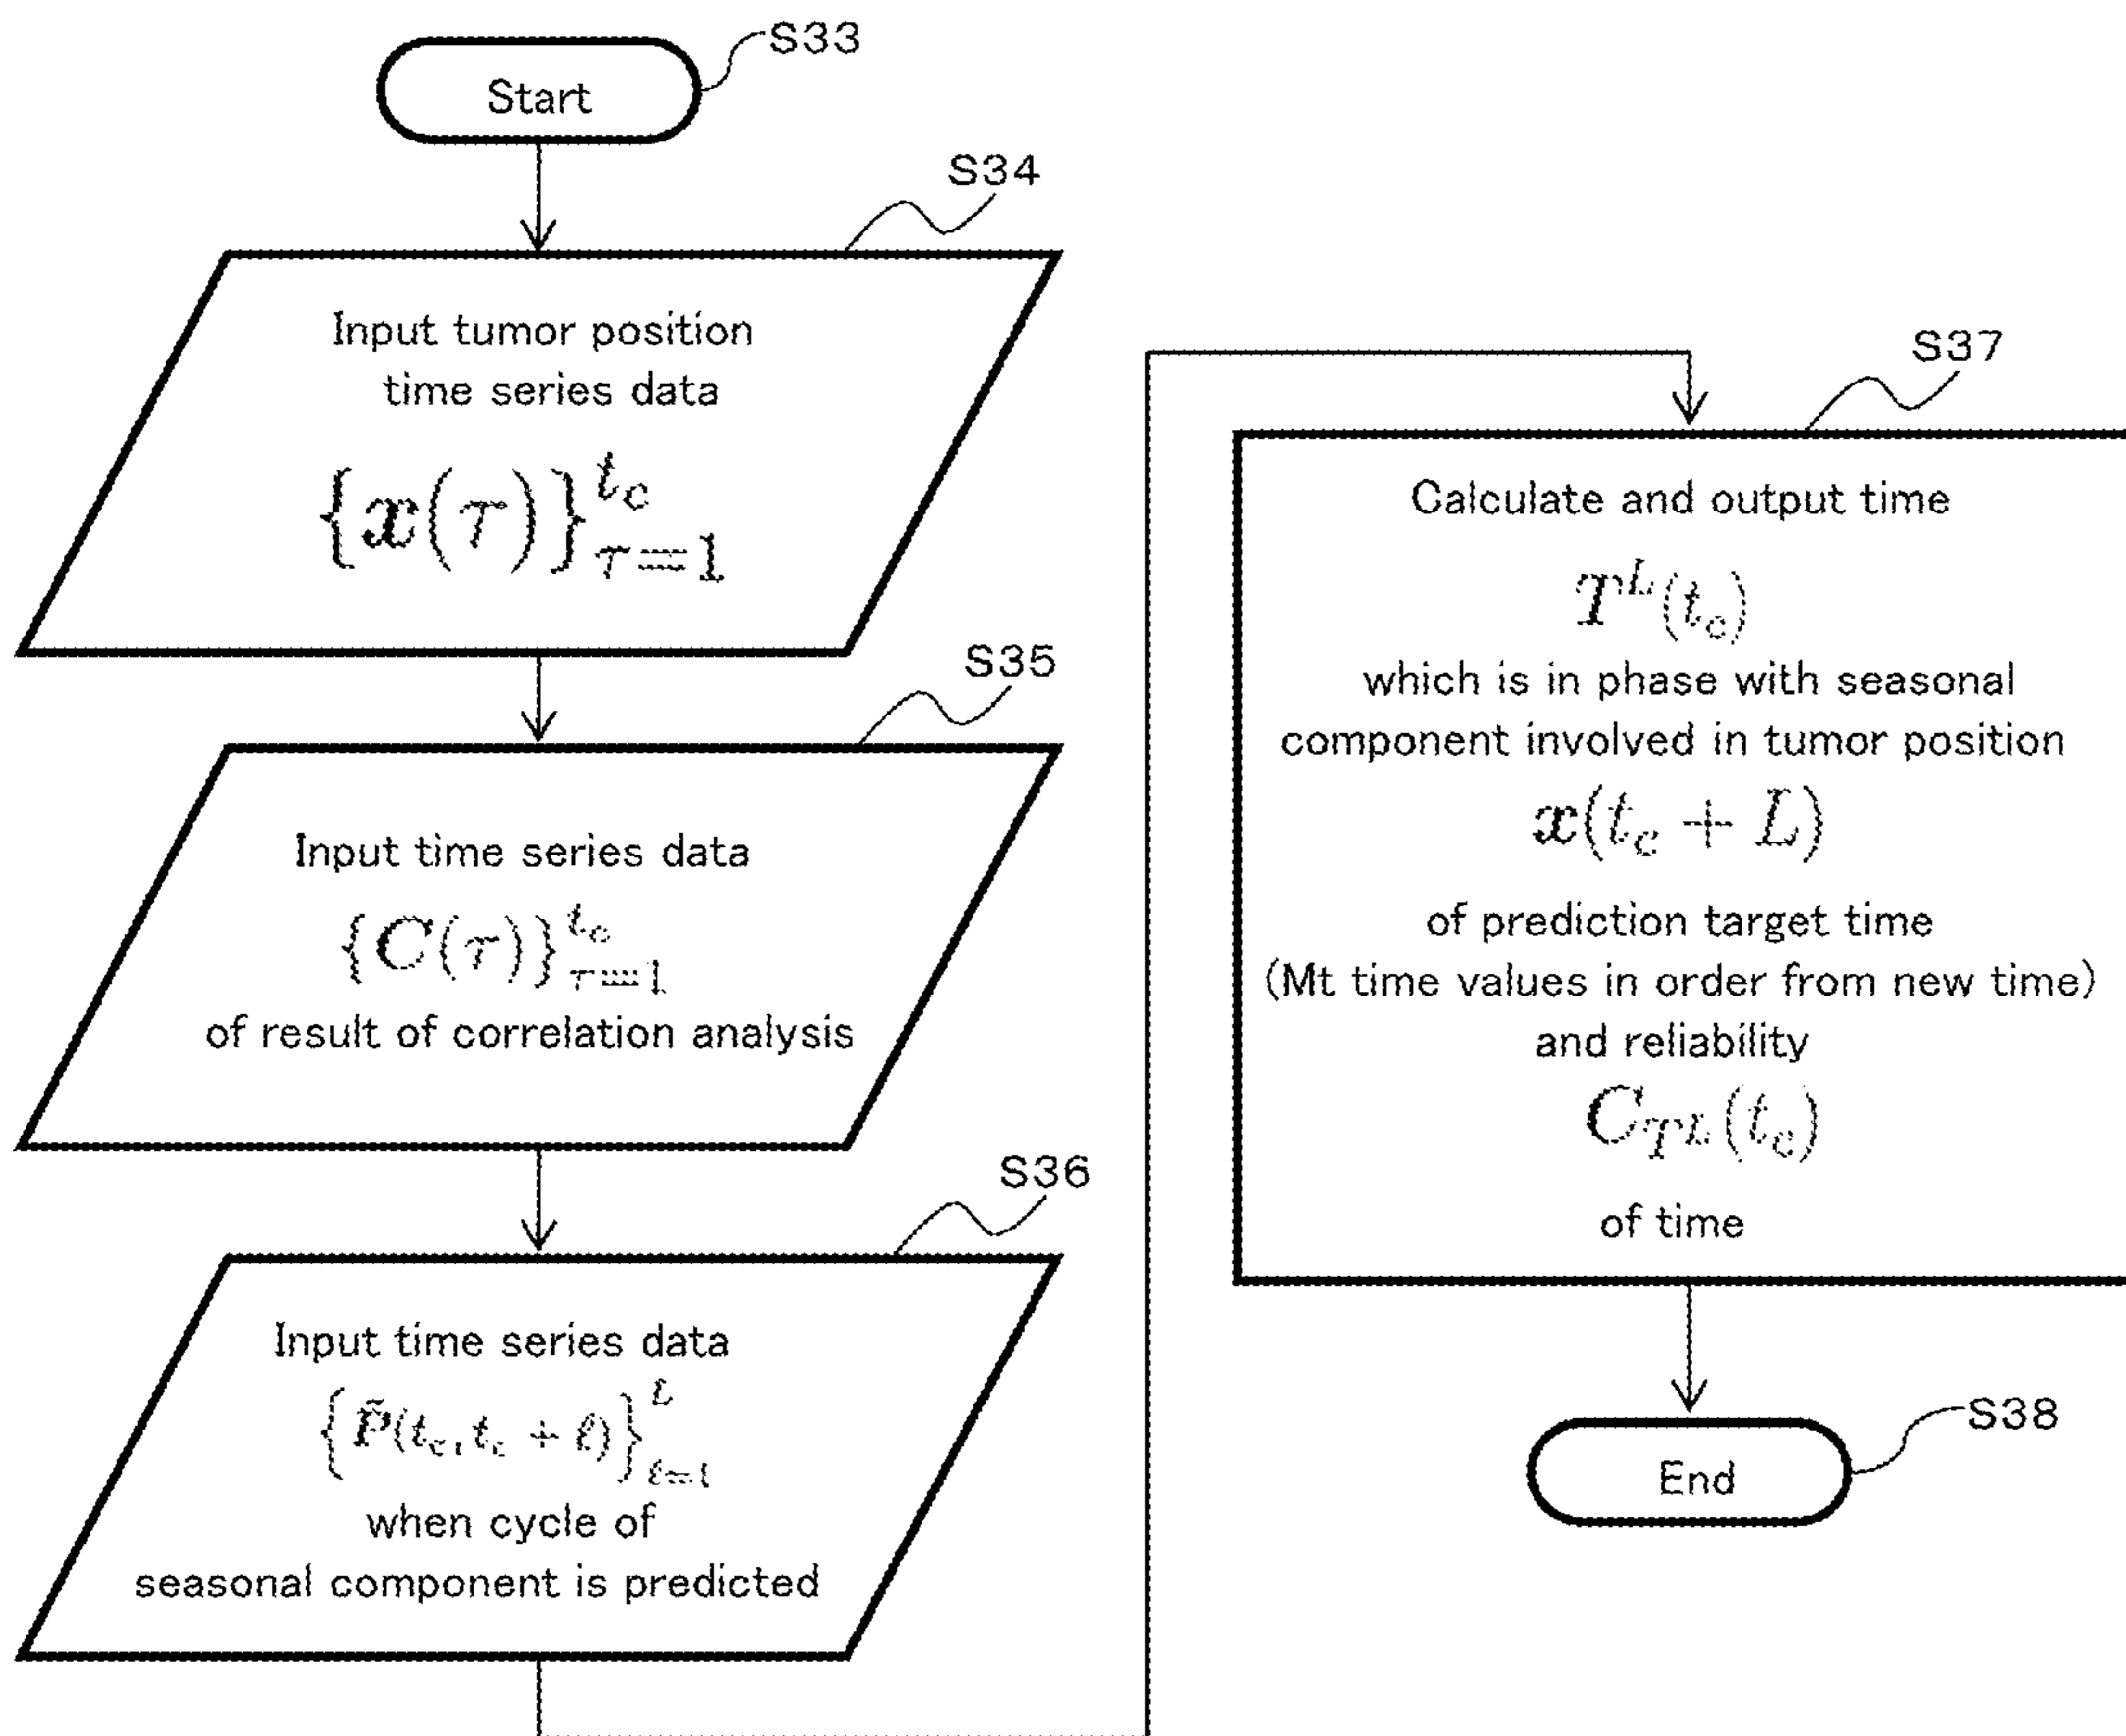 S33
Start
S34
Input tumor position
time series data
{x(τ)}_{τ=1}^{t_c}
S35
Input time series data
{C(τ)}_{τ=1}^{t_c}
of result of correlation analysis
S36
Input time series data
{P̃(t_c, t_c + ℓ)}_{ℓ=1}^{L}
when cycle of
seasonal component is predicted
S37
Calculate and output time
T^L(t_c)
which is in phase with seasonal
component involved in tumor position
x(t_c + L)
of prediction target time
(Mt time values in order from new time)
and reliability
C_{T^L}(t_c)
of time
S38
End